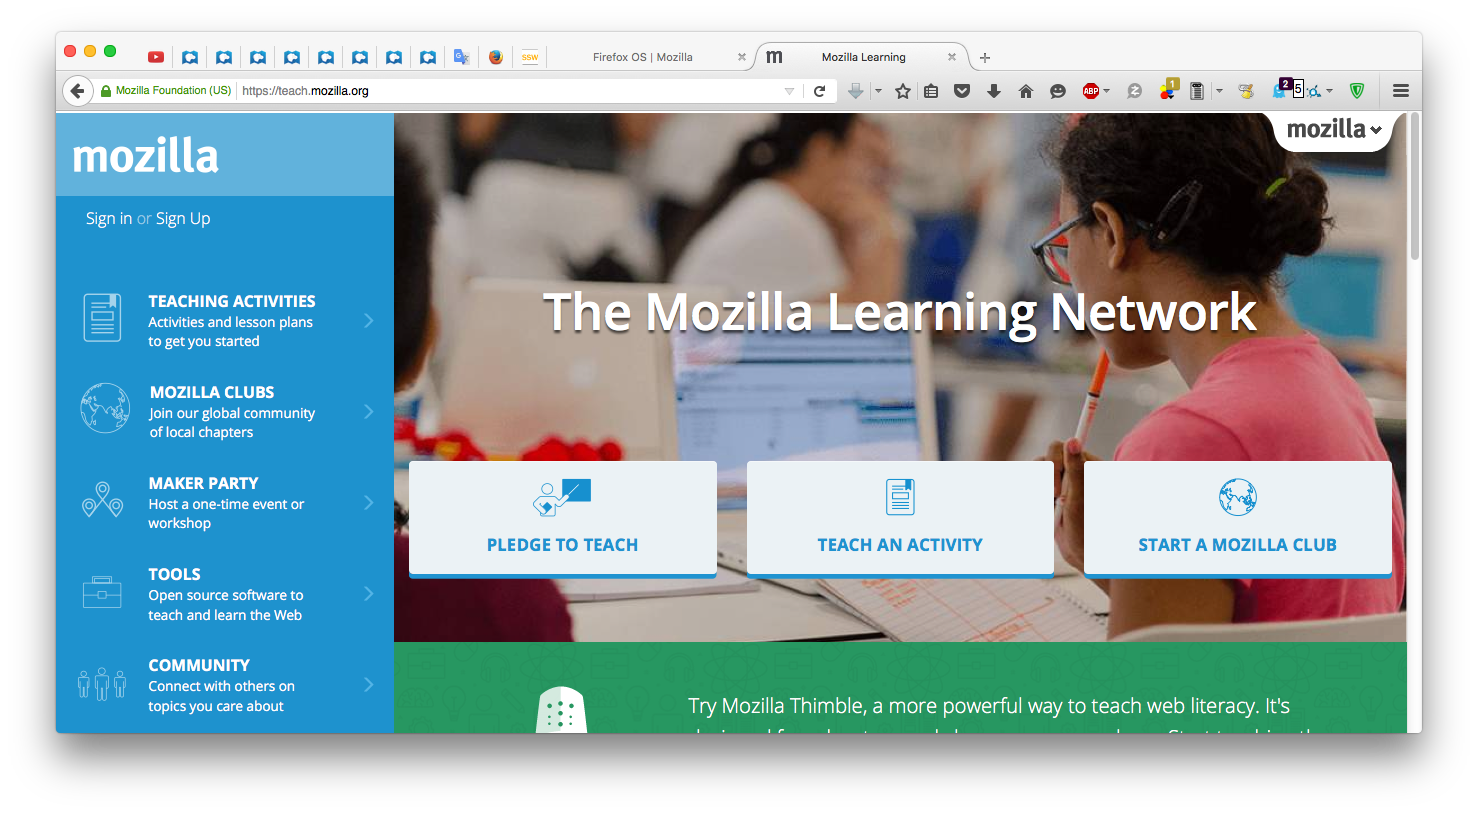 SSW
Firefox OS | Mozilla
m
Mozilla Learning
Mozilla Foundation (US)
https://teach.mozilla.org
ABP
1
2
5
mozilla
mozilla
Sign in or Sign Up
TEACHING ACTIVITIES
Activities and lesson plans
to get you started
MOZILLA CLUBS
Join our global community
of local chapters
MAKER PARTY
Host a one-time event or
workshop
TOOLS
Open source software to
teach and learn the Web
COMMUNITY
Connect with others on
topics you care about
The Mozilla Learning Network
PLEDGE TO TEACH
TEACH AN ACTIVITY
START A MOZILLA CLUB
Try Mozilla Thimble, a more powerful way to teach web literacy. It's